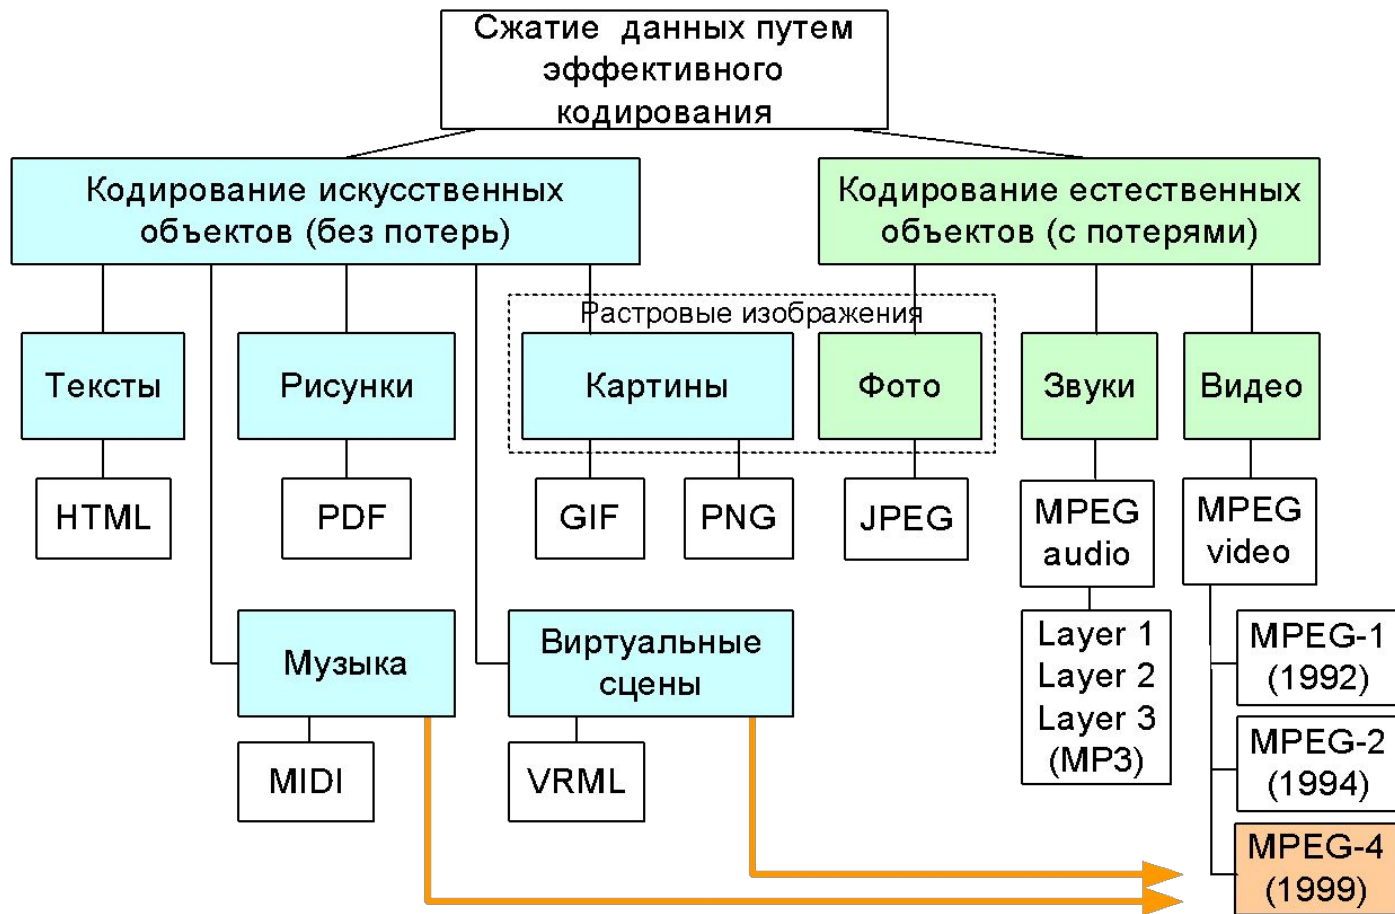 Сжатие данных путем
эффективного
кодирования
Кодирование искусственных
объектов (без потерь)
Кодирование естественных
объектов (с потерями)
Растровые изображения
Тексты
Рисунки
Картины
Фото
Звуки
Видео
HTML
PDF
GIF
PNG
JPEG
MPEG
audio
MPEG
video
Музыка
Виртуальные
сцены
Layer 1
Layer 2
Layer 3
(MP3)
MPEG-1
(1992)
MIDI
VRML
MPEG-2
(1994)
MPEG-4
(1999)